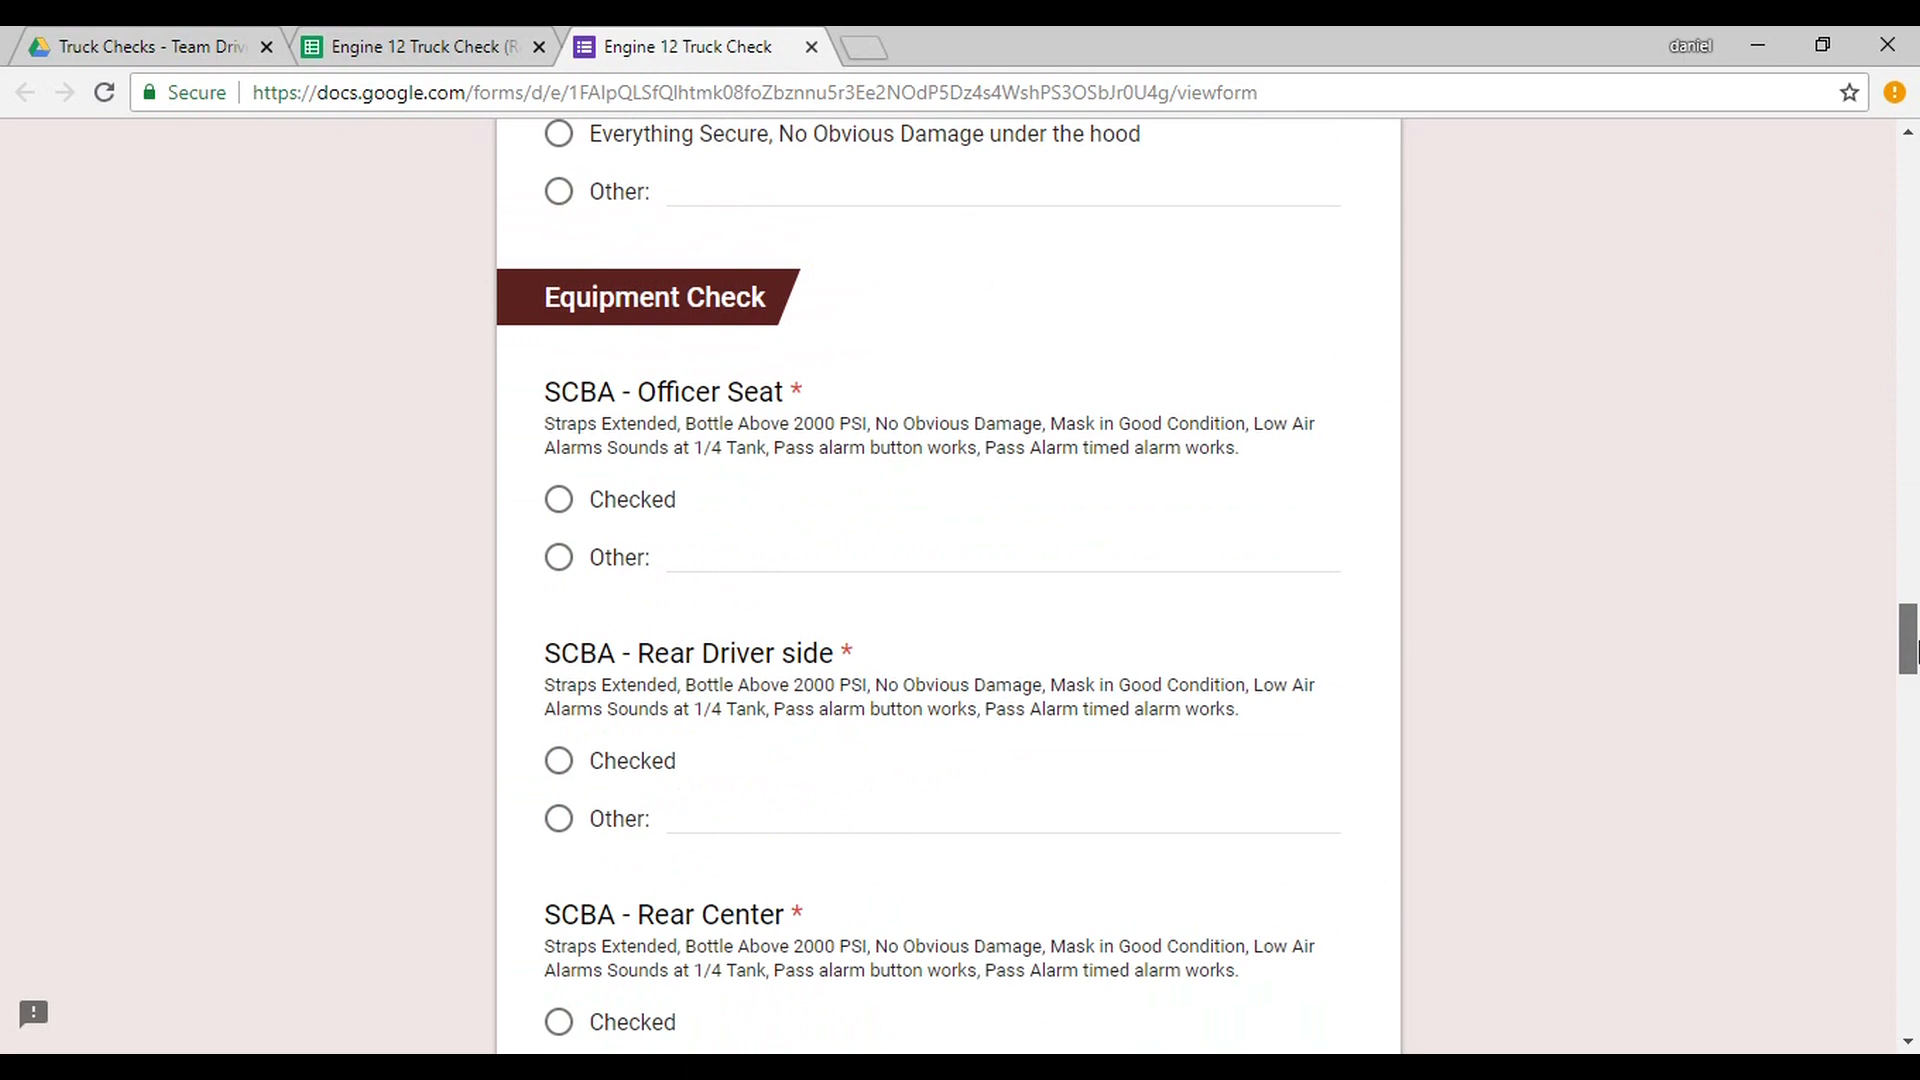 Truck Checks - Team Driv
Engine 12 Truck Check (R
Engine 12 Truck Check
daniel
Secure
https://docs.google.com/forms/d/e/1FAIpQLSfQlhtmk08foZbznnu5r3Ee2NOdP5Dz4s4WshPS3OSbJr0U4g/viewform
Everything Secure, No Obvious Damage under the hood
Other:
Equipment Check
SCBA - Officer Seat *
Straps Extended, Bottle Above 2000 PSI, No Obvious Damage, Mask in Good Condition, Low Air
Alarms Sounds at 1/4 Tank, Pass alarm button works, Pass Alarm timed alarm works.
Checked
Other:
SCBA - Rear Driver side *
Straps Extended, Bottle Above 2000 PSI, No Obvious Damage, Mask in Good Condition, Low Air
Alarms Sounds at 1/4 Tank, Pass alarm button works, Pass Alarm timed alarm works.
Checked
Other:
SCBA - Rear Center *
Straps Extended, Bottle Above 2000 PSI, No Obvious Damage, Mask in Good Condition, Low Air
Alarms Sounds at 1/4 Tank, Pass alarm button works, Pass Alarm timed alarm works.
Checked